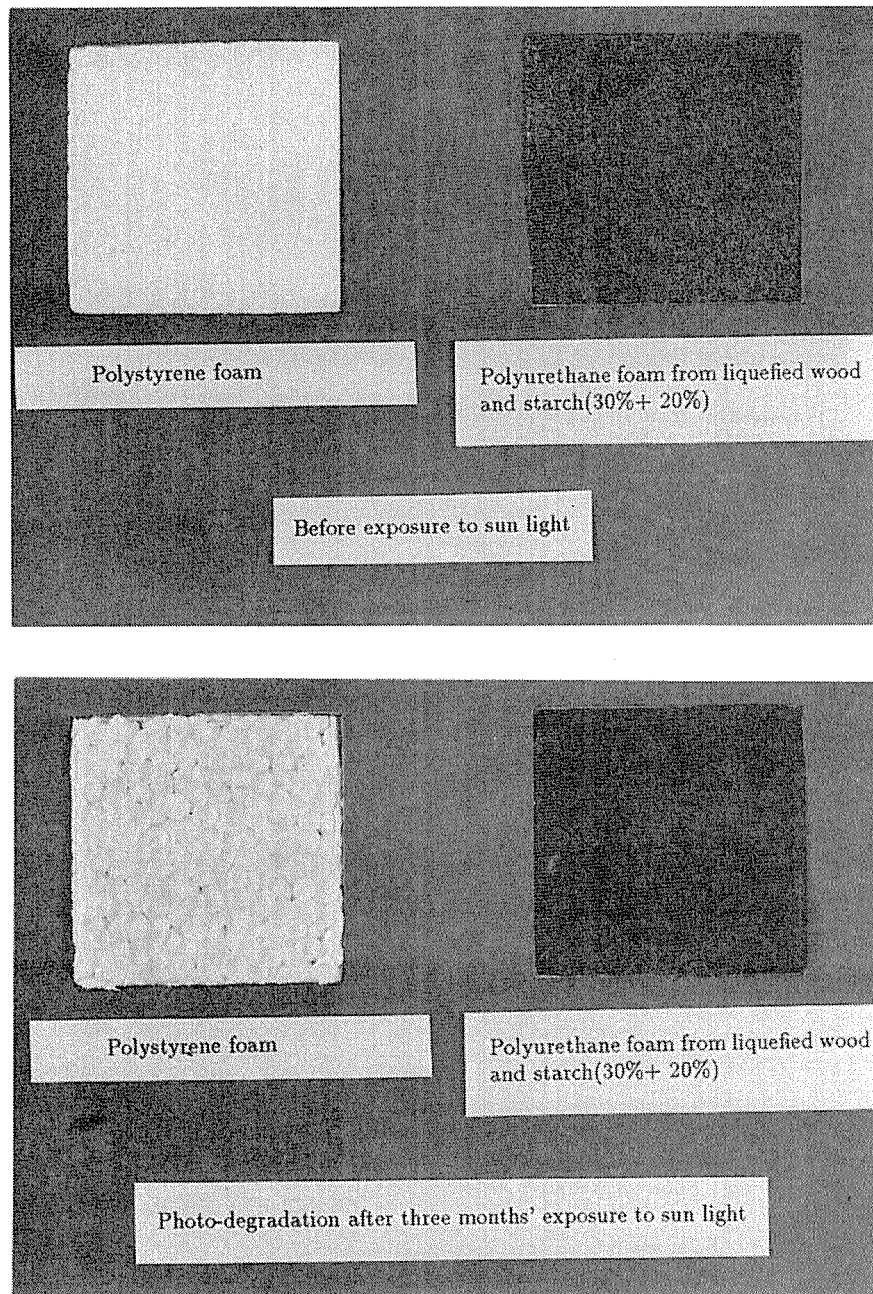 Polystyrene foam
Polyurethane foam from liquefied wood
and starch(30%+ 20%)
Before exposure to sun light
Polystyrene foam
Polyurethane foam from liquefied wood
and starch(30%+ 20%)
Photo-degradation after three months' exposure to sun light